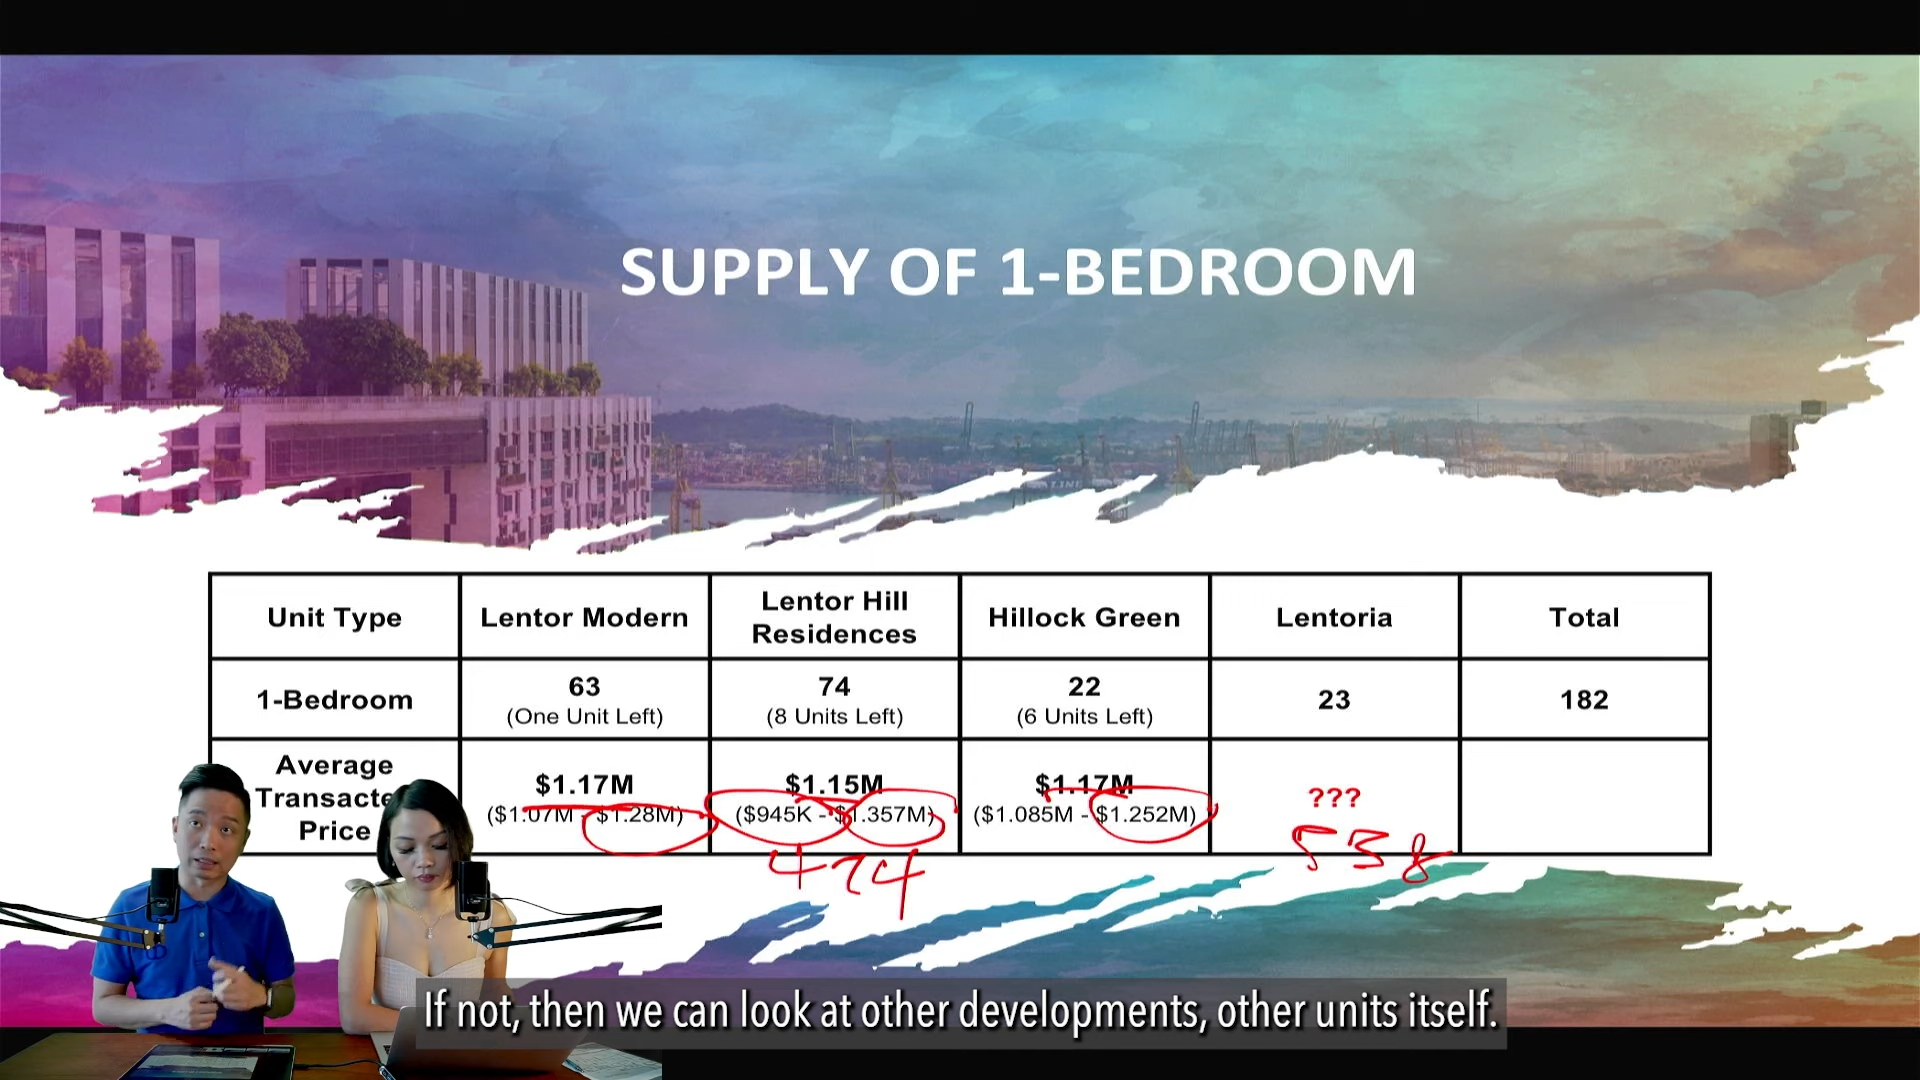 SUPPLY OF 1-BEDROOM
Unit Type
Lentor Modern
Lentor Hill
Residences
Hillock Green
Lentoria
Total
1-Bedroom
63
(One Unit Left)
74
(8 Units Left)
22
(6 Units Left)
23
182
Average
Transacte
Price
$1.17M
($1.07M - $1.28M)
$1.15M
($945K - $1.357M)
$1.17M
($1.085M - $1.252M)
???
474
538
If not, then we can look at other developments, other units itself.